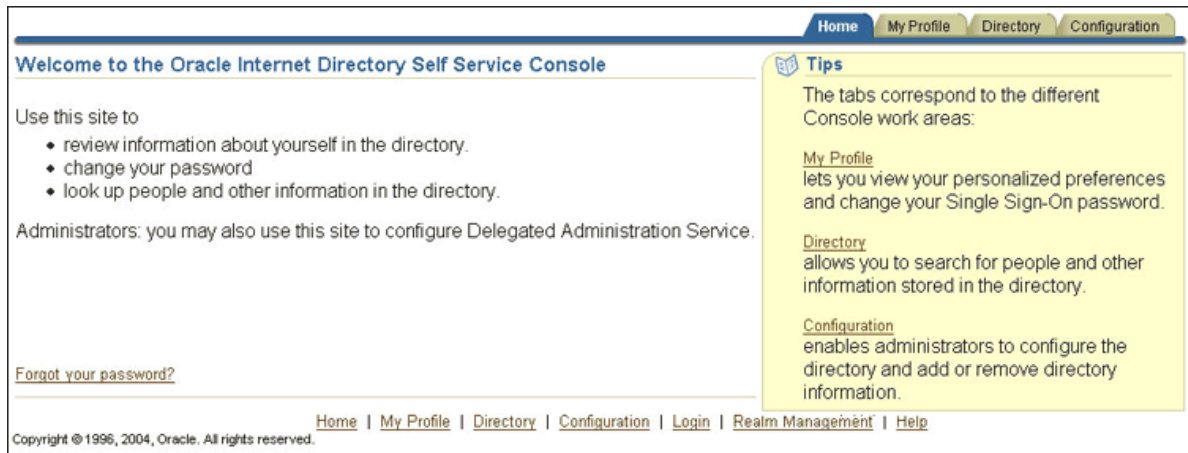 Home My Profile Directory Configuration
Welcome to the Oracle Internet Directory Self Service Console
Use this site to
• review information about yourself in the directory.
• change your password
• look up people and other information in the directory.
Administrators: you may also use this site to configure Delegated Administration Service.
Forgot your password?
Tips
The tabs correspond to the different
Console work areas:
My Profile
lets you view your personalized preferences
and change your Single Sign-On password.
Directory
allows you to search for people and other
information stored in the directory.
Configuration
enables administrators to configure the
directory and add or remove directory
information.
Home | My Profile | Directory | Configuration | Login | Realm Management | Help
Copyright © 1996, 2004, Oracle. All rights reserved.